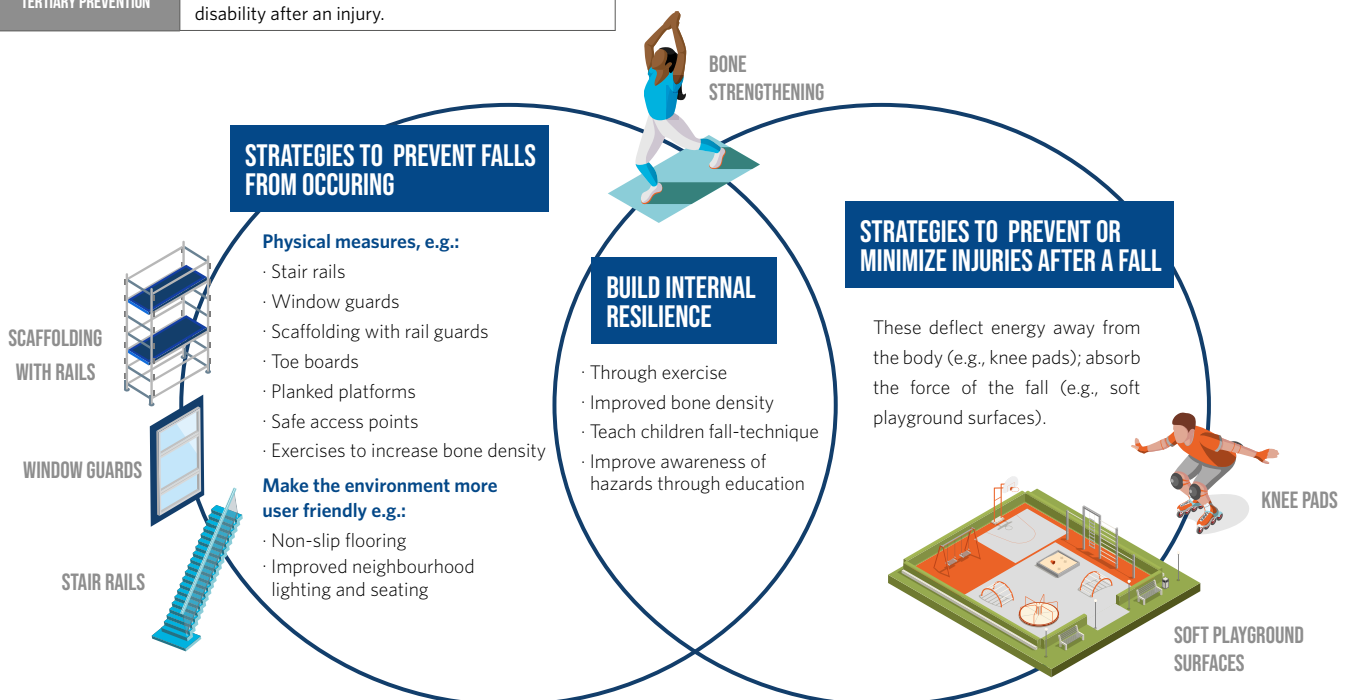 TERTIARY PREVENTION
disability after an injury.
BONE
STRENGTHENING
STRATEGIES TO PREVENT FALLS
FROM OCCURING
Physical measures, e.g.:
· Stair rails
· Window guards
· Scaffolding with rail guards
· Toe boards
· Planked platforms
· Safe access points
· Exercises to increase bone density
Make the environment more
user friendly e.g.:
· Non-slip flooring
· Improved neighbourhood
lighting and seating
SCAFFOLDING
WITH RAILS
WINDOW GUARDS
STAIR RAILS
BUILD INTERNAL
RESILIENCE
· Through exercise
· Improved bone density
· Teach children fall-technique
· Improve awareness of
hazards through education
STRATEGIES TO PREVENT OR
MINIMIZE INJURIES AFTER A FALL
These deflect energy away from
the body (e.g., knee pads); absorb
the force of the fall (e.g., soft
playground surfaces).
KNEE PADS
SOFT PLAYGROUND
SURFACES